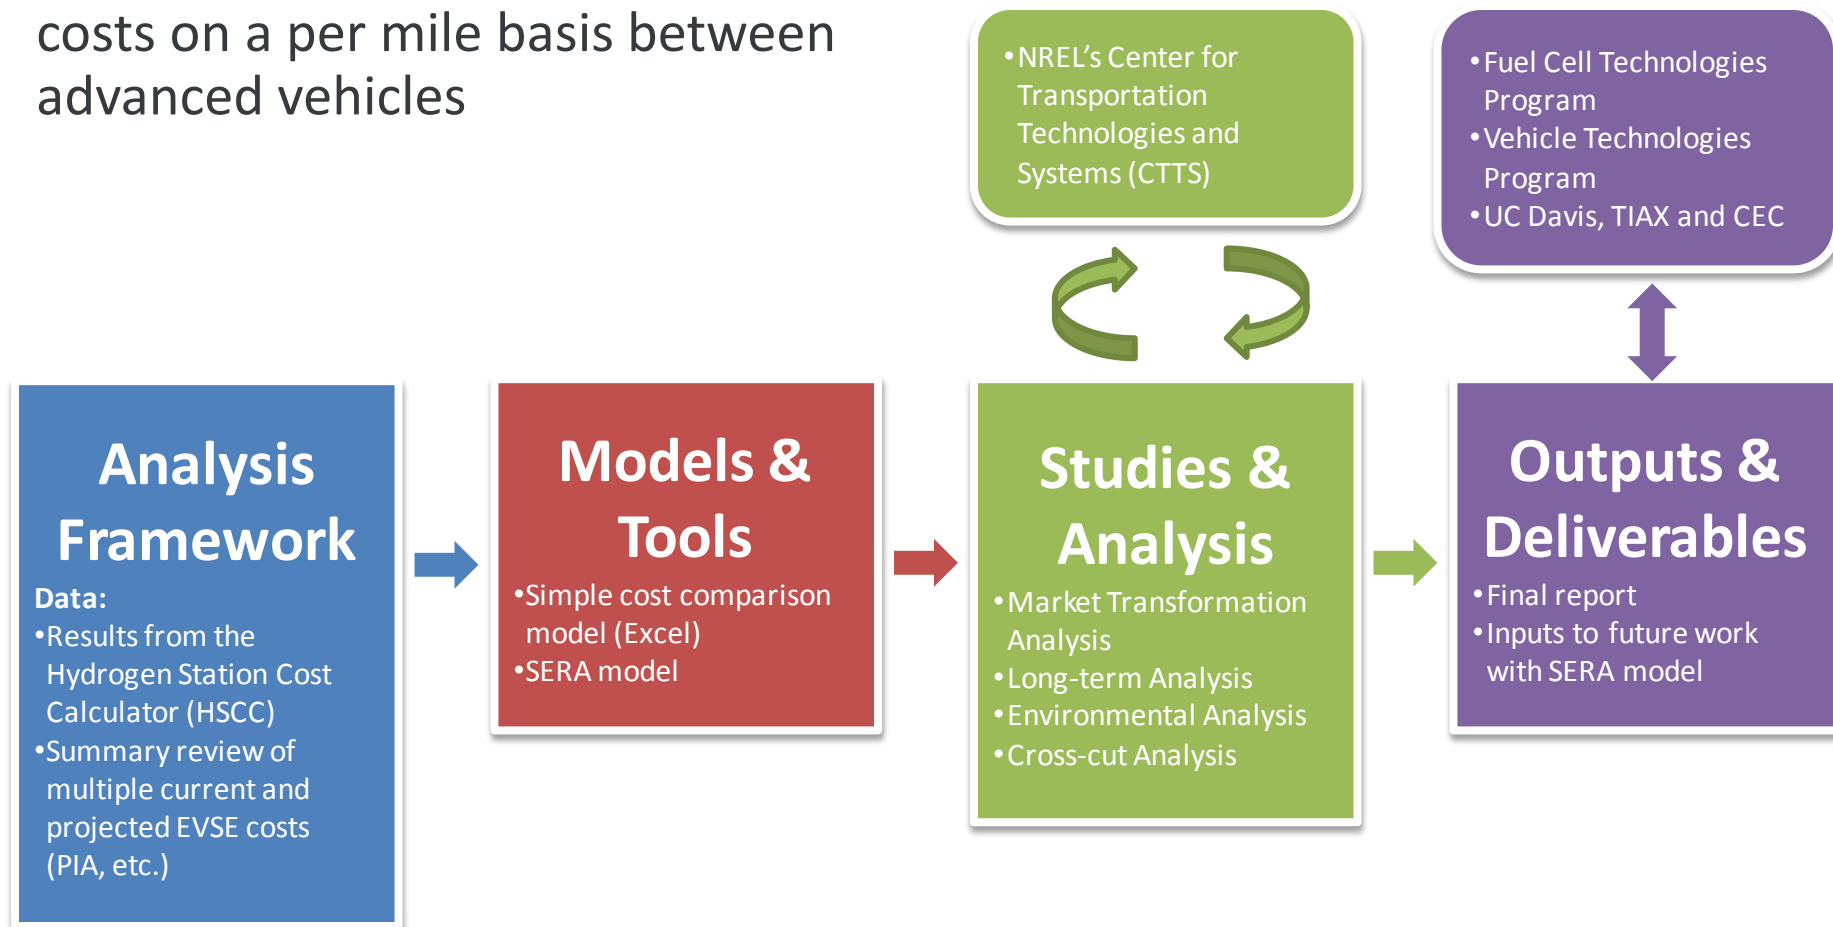 costs on a per mile basis between
advanced vehicles
•NREL's Center for
Transportation
Technologies and
Systems (CTTS)
•Fuel Cell Technologies
Program
•Vehicle Technologies
Program
•UC Davis, TIAX and CEC
Analysis
Framework
Data:
•Results from the
Hydrogen Station Cost
Calculator (HSCC)
•Summary review of
multiple current and
projected EVSE costs
(PIA, etc.)
Models &
Tools
•Simple cost comparison
model (Excel)
•SERA model
Studies &
Analysis
•Market Transformation
Analysis
•Long-term Analysis
•Environmental Analysis
•Cross-cut Analysis
Outputs &
Deliverables
•Final report
•Inputs to future work
with SERA model